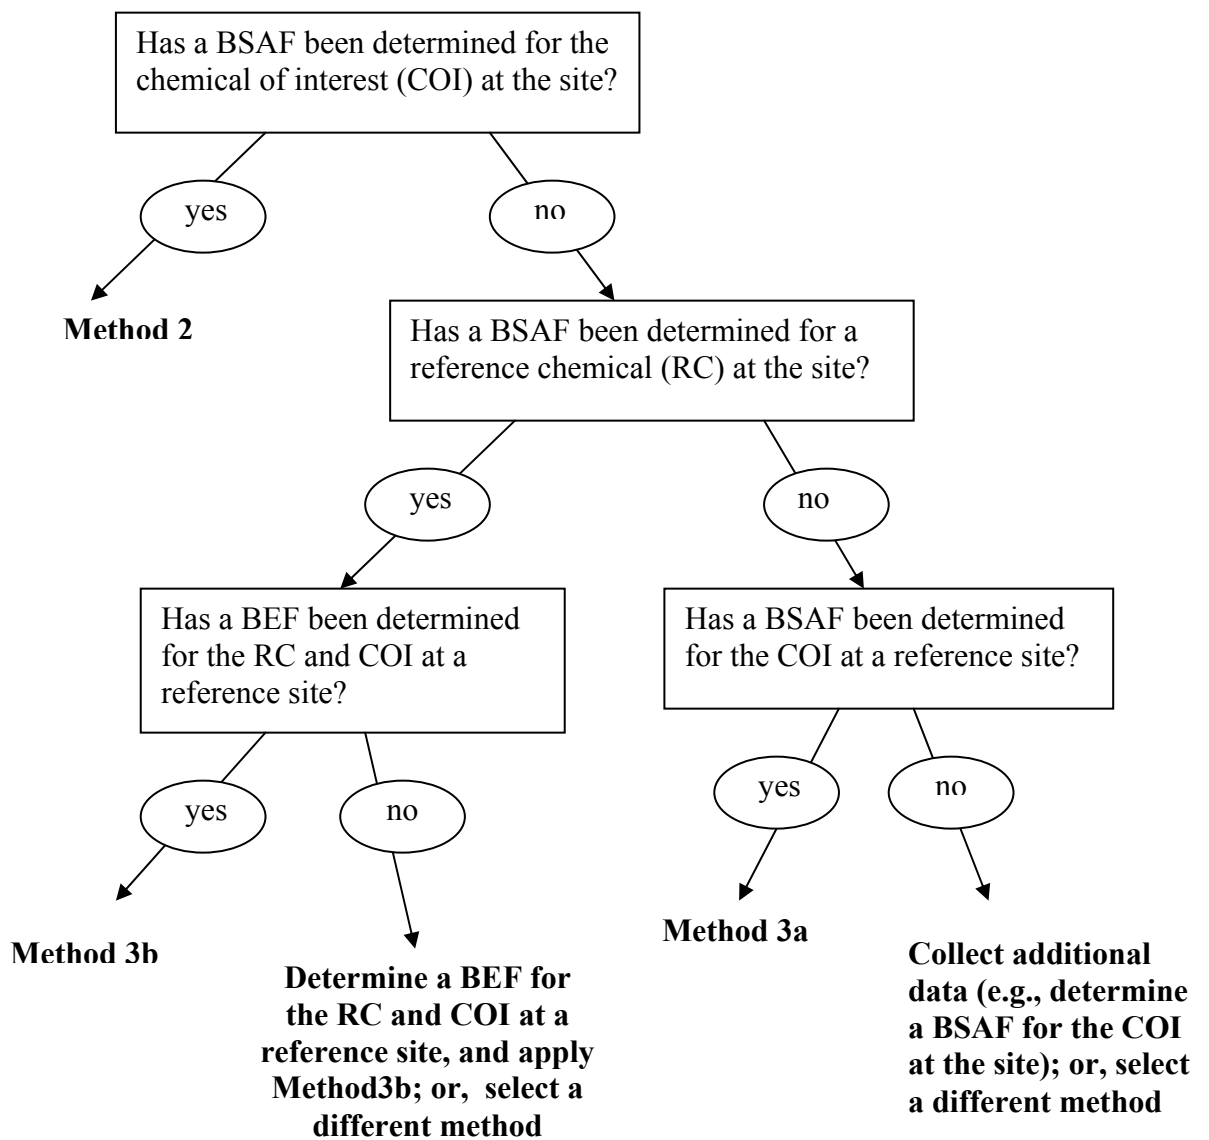 Has a BSAF been determined for the
chemical of interest (COI) at the site?
yes
no
Method 2
Has a BSAF been determined for a
reference chemical (RC) at the site?
yes
no
Has a BEF been determined
for the RC and COI at a
reference site?
Has a BSAF been determined
for the COI at a reference site?
yes
no
yes
no
Method 3b
Determine a BEF for
the RC and COI at a
reference site, and apply
Method3b; or, select a
different method
Method 3a
Collect additional
data (e.g., determine
a BSAF for the COI
at the site); or, select
a different method